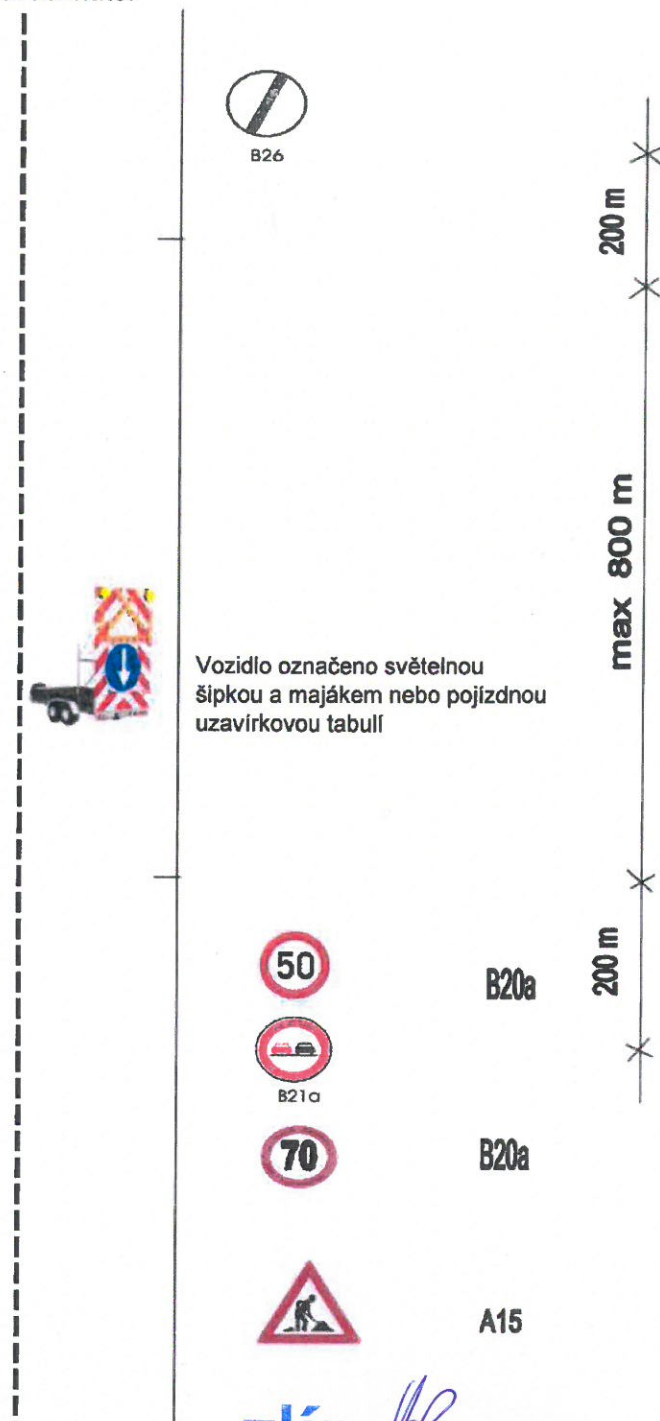 B26
200 m
max 800 m
Vozidlo označeno světelnou
šipkou a majákem nebo pojízdnou
uzavírkovou tabulí
200 m
50
B20a
B21a
70
B20a
A15